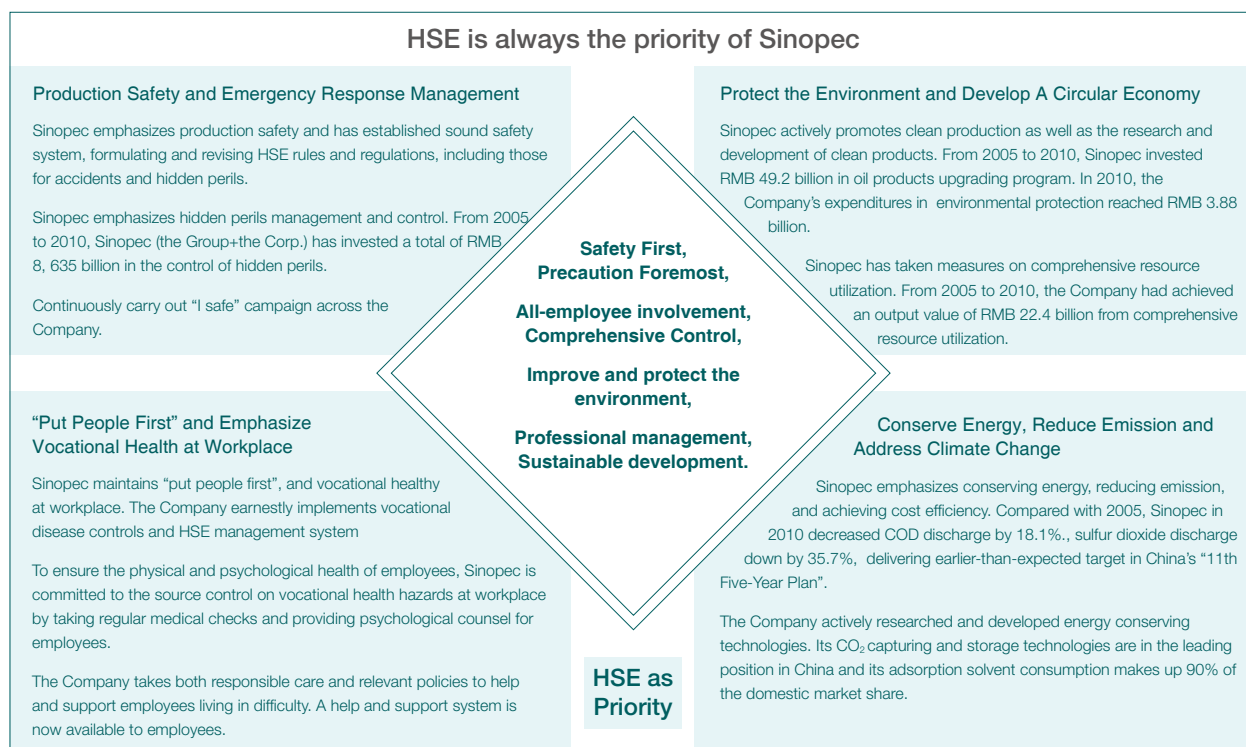 HSE is always the priority of Sinopec
Production Safety and Emergency Response Management
Sinopec emphasizes production safety and has established sound safety
system, formulating and revising HSE rules and regulations, including those
for accidents and hidden perils.
Sinopec emphasizes hidden perils management and control. From 2005
to 2010, Sinopec (the Group+the Corp.) has invested a total of RMB
8, 635 billion in the control of hidden perils.
Continuously carry out “I safe” campaign across the
Company.
Protect the Environment and Develop A Circular Economy
Sinopec actively promotes clean production as well as the research and
development of clean products. From 2005 to 2010, Sinopec invested
RMB 49.2 billion in oil products upgrading program. In 2010, the
Company’s expenditures in environmental protection reached RMB 3.88
billion.
Sinopec has taken measures on comprehensive resource
utilization. From 2005 to 2010, the Company had achieved
an output value of RMB 22.4 billion from comprehensive
resource utilization.
Safety First,
Precaution Foremost,
All-employee involvement,
Comprehensive Control,
Improve and protect the
environment,
Professional management,
Sustainable development.
“Put People First” and Emphasize
Vocational Health at Workplace
Sinopec maintains “put people first”, and vocational healthy
at workplace. The Company earnestly implements vocational
disease controls and HSE management system
To ensure the physical and psychological health of employees, Sinopec is
committed to the source control on vocational health hazards at workplace
by taking regular medical checks and providing psychological counsel for
employees.
The Company takes both responsible care and relevant policies to help
and support employees living in difficulty. A help and support system is
now available to employees.
Conserve Energy, Reduce Emission and
Address Climate Change
Sinopec emphasizes conserving energy, reducing emission,
and achieving cost efficiency. Compared with 2005, Sinopec in
2010 decreased COD discharge by 18.1%., sulfur dioxide discharge
down by 35.7%, delivering earlier-than-expected target in China’s “11th
Five-Year Plan”.
The Company actively researched and developed energy conserving
technologies. Its CO₂ capturing and storage technologies are in the leading
position in China and its adsorption solvent consumption makes up 90% of
the domestic market share.
HSE as
Priority